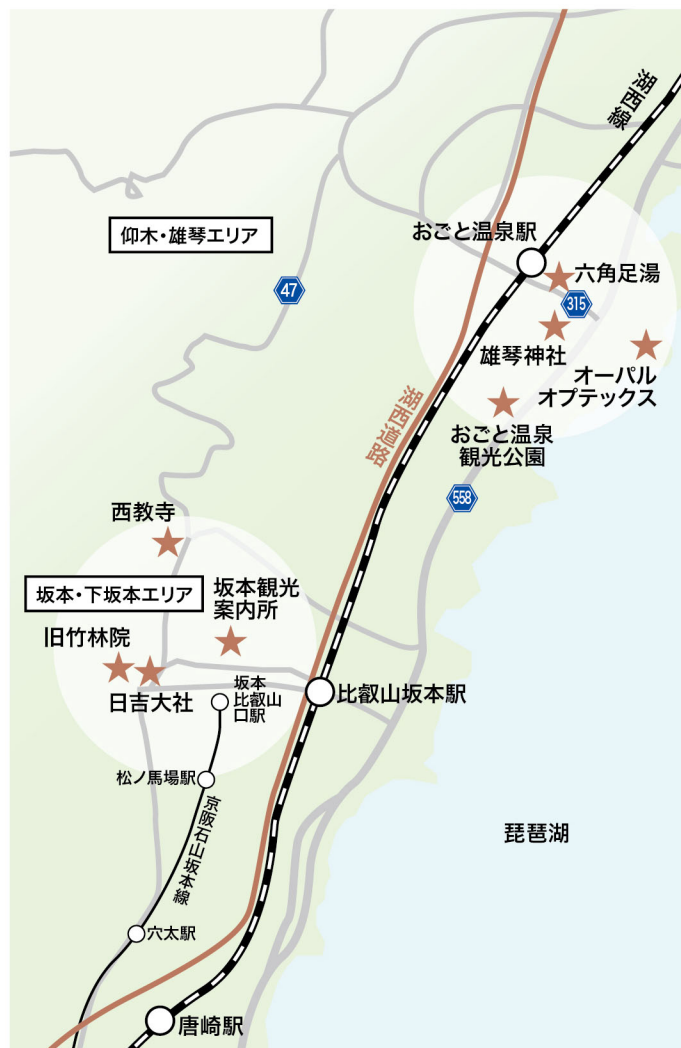 湖西線
仰木・雄琴エリア
おごと温泉駅
六角足湯
47
315
雄琴神社
オーパル
オプテックス
湖西道路
おごと温泉
観光公園
558
西教寺
坂本・下坂本エリア
坂本観光
案内所
旧竹林院
日吉大社
坂本
比叡山
口駅
比叡山坂本駅
松ノ馬場駅
京阪石山坂本線
琵琶湖
穴太駅
唐崎駅